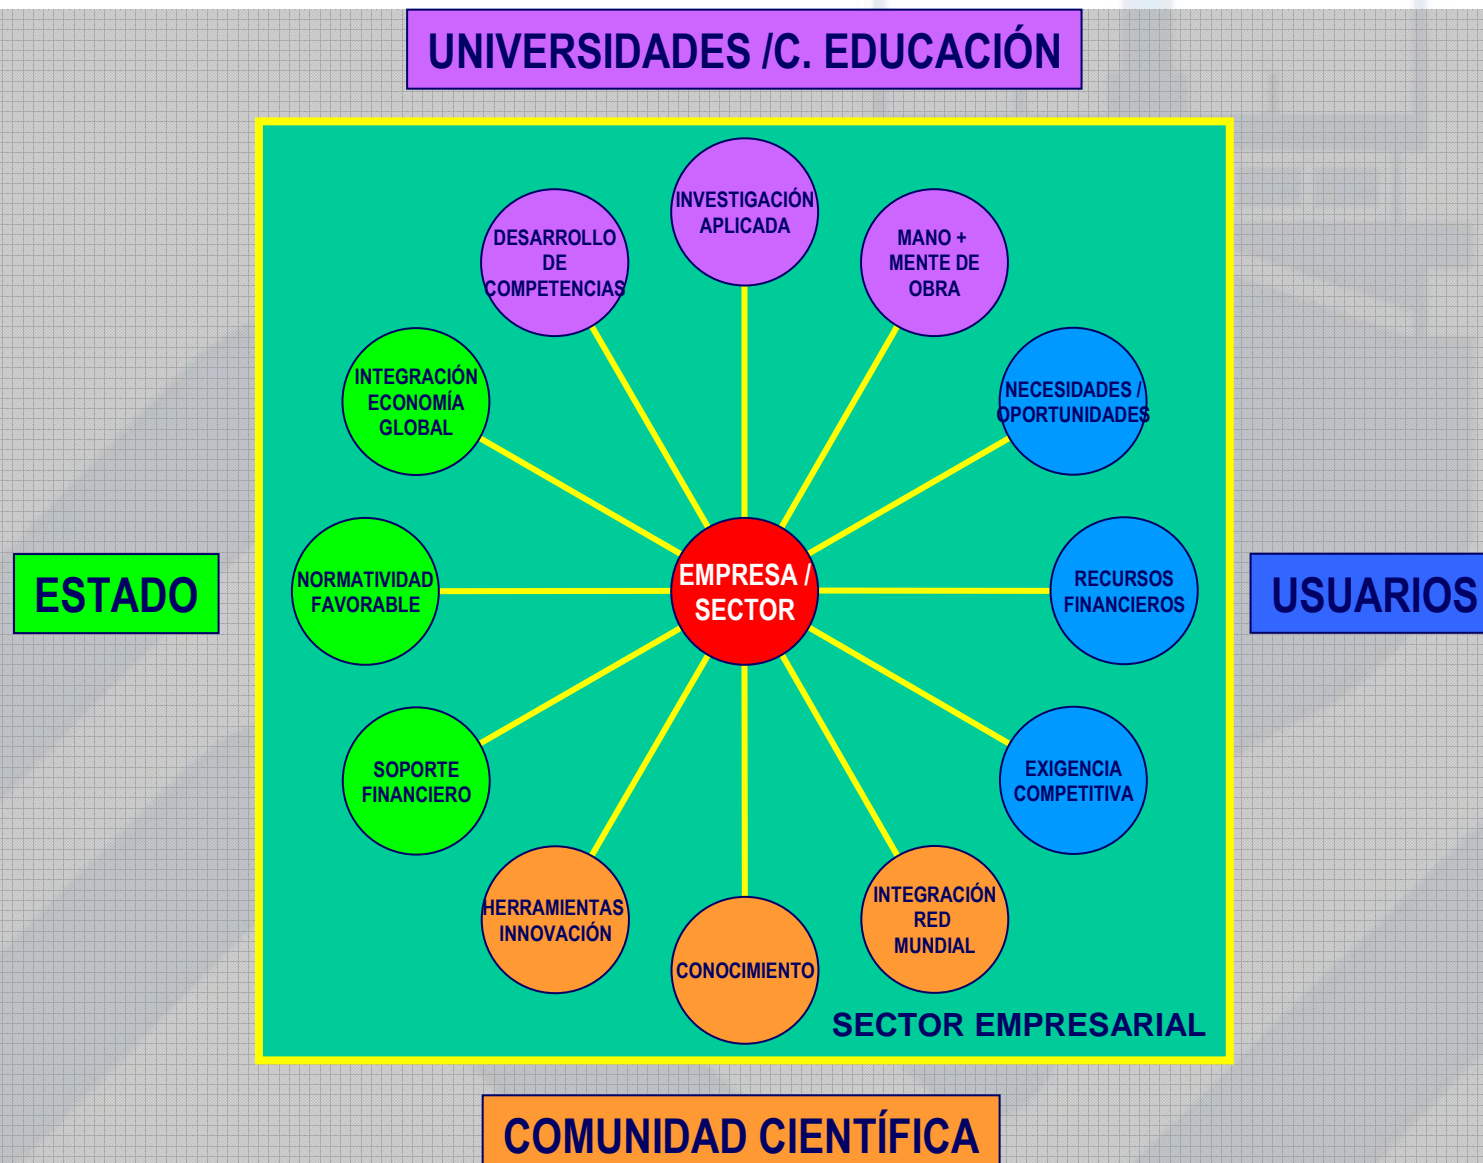 UNIVERSIDADES /C. EDUCACIÓN
INVESTIGACIÓN
APLICADA
DESARROLLO
DE
COMPETENCIAS
MANO +
MENTE DE
OBRA
INTEGRACIÓN
ECONOMÍA
GLOBAL
NECESIDADES /
OPORTUNIDADES
ESTADO
NORMATIVIDAD
FAVORABLE
EMPRESA /
SECTOR
RECURSOS
FINANCIEROS
USUARIOS
SOPORTE
FINANCIERO
EXIGENCIA
COMPETITIVA
HERRAMIENTAS
INNOVACIÓN
CONOCIMIENTO
INTEGRACIÓN
RED
MUNDIAL
SECTOR EMPRESARIAL
COMUNIDAD CIENTÍFICA